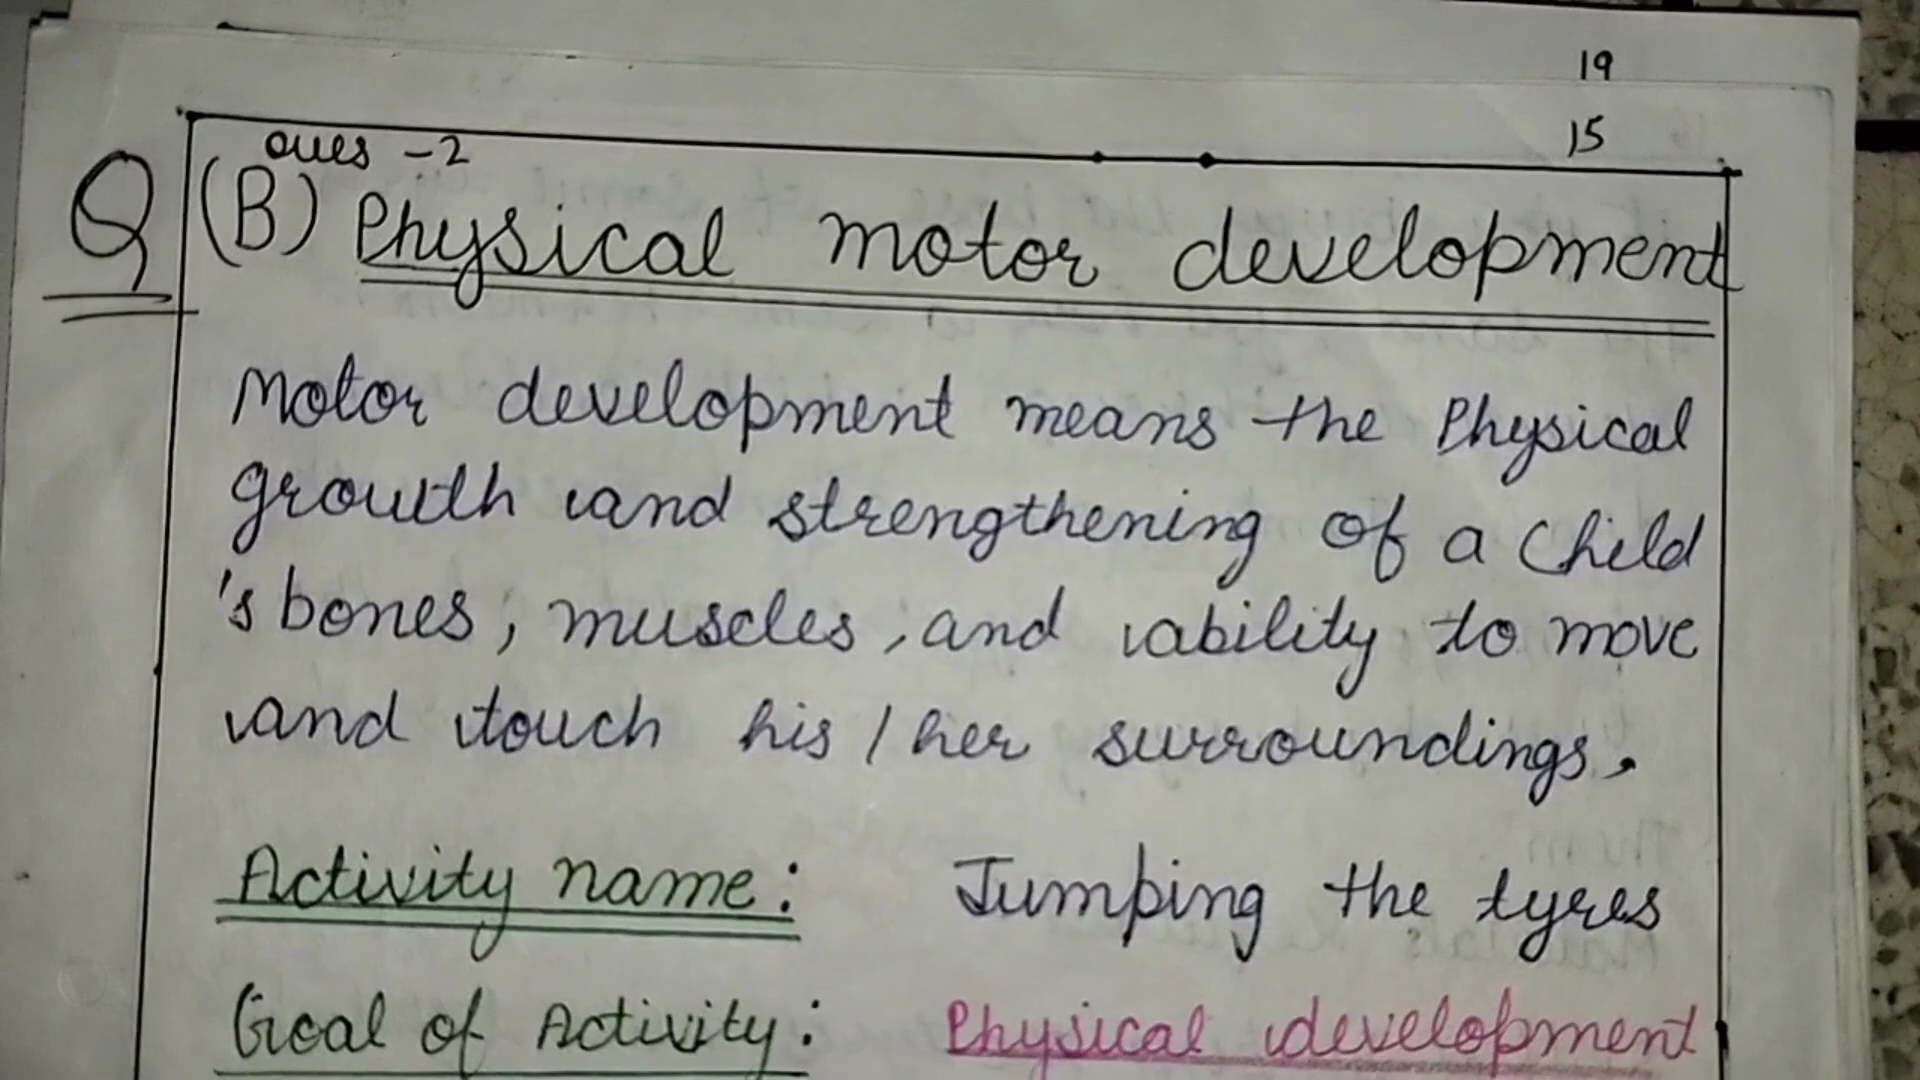 19
15
Ques - 2
Q (B) Physical motor development
Motor development means the Physical
growth and strengthening of a Child
's bones, muscles, and ability to move
and touch his / her surroundings.
Activity name : Jumping the tyres
Goal of Activity : Physical development